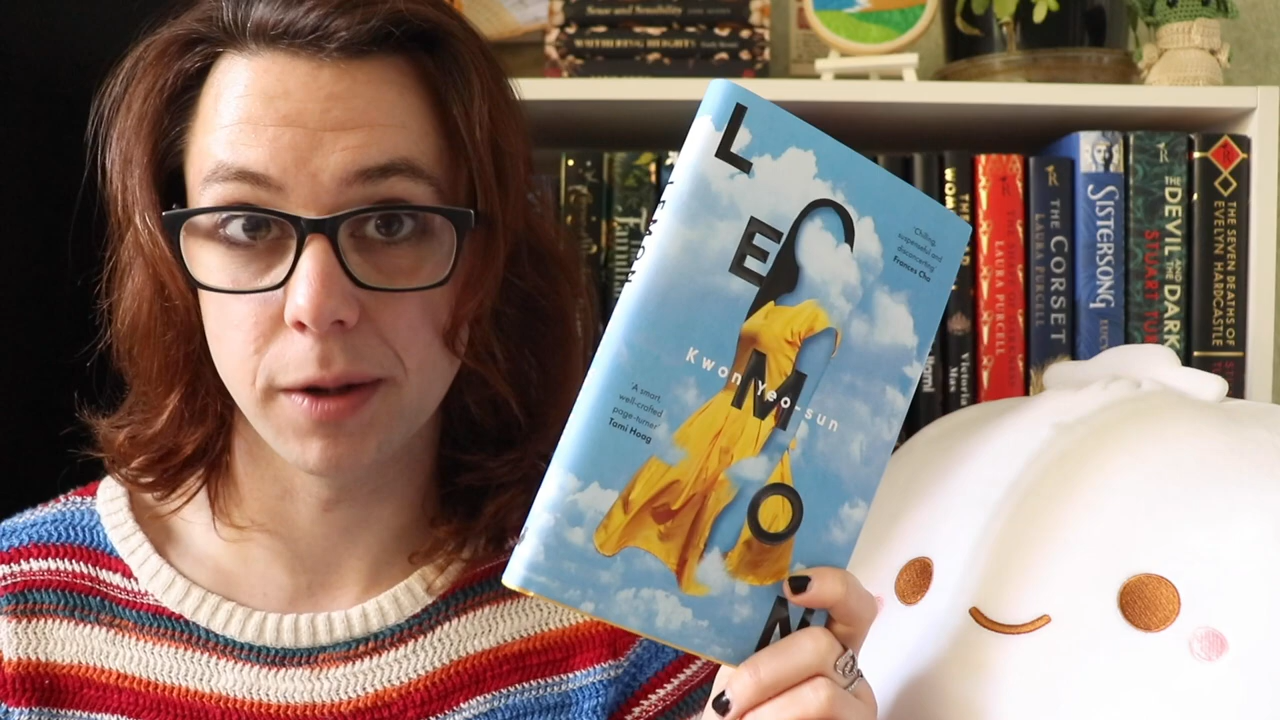 Sense and Sensibility
WUTHERING HEIGHTS
LEMON
L
E
M
O
N
'Chilling,
suspenseful and
disconcerting'
Frances Cha
Kwon Yeo-sun
'A smart,
well-crafted
page-turner'
Tami Hoag
LAURA PURCELL
THE CORSET
LAURA PURCELL
SISTERSONG
THE DEVIL AND THE DARK
STUART
THE SEVEN DEATHS OF
EVELYN HARDCASTLE